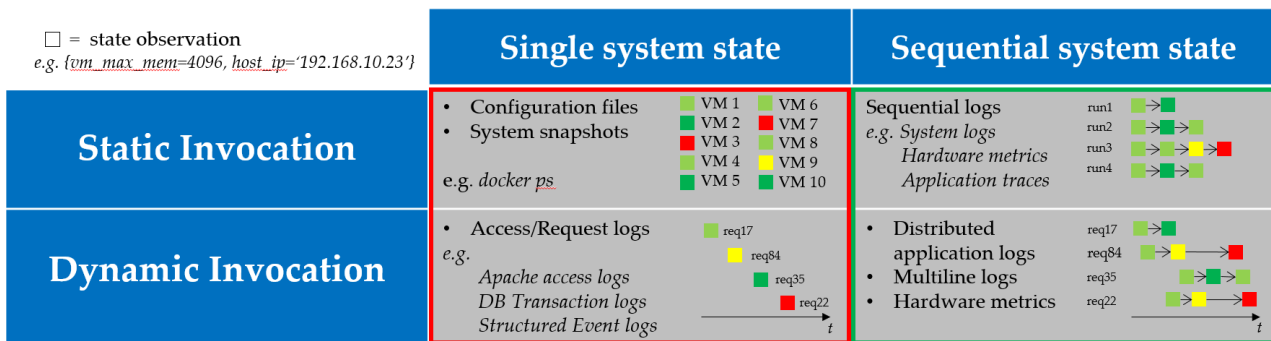 □ = state observation
e.g. {vm_max_mem=4096, host_ip='192.168.10.23'}
Single system state
Sequential system state
Static Invocation
• Configuration files
• System snapshots
e.g. docker ps
VM 1
VM 2
VM 3
VM 4
VM 5
VM 6
VM 7
VM 8
VM 9
VM 10
Sequential logs
e.g. System logs
Hardware metrics
Application traces
run1
run2
run3
run4
Dynamic Invocation
• Access/Request logs
e.g.
Apache access logs
DB Transaction logs
Structured Event logs
req17
req84
req35
req22
t
• Distributed
application logs
• Multiline logs
• Hardware metrics
req17
req84
req35
req22
t